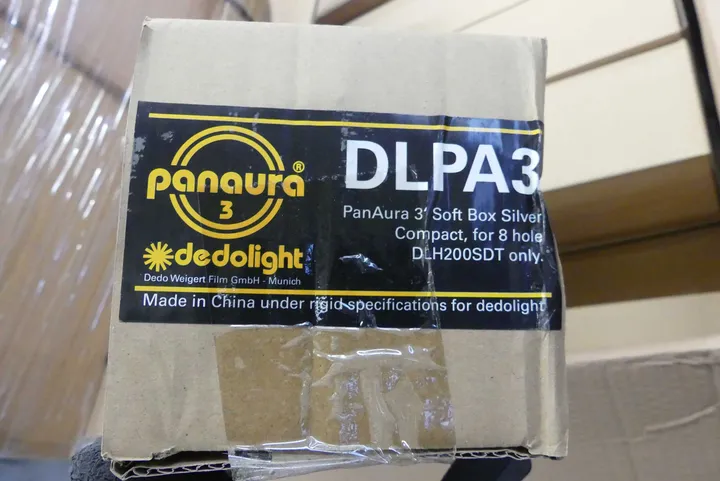 panaura®
3
dedolight
Dedo Weigert Film GmbH - Munich
DLPA3
PanAura 3' Soft Box Silver
Compact, for 8 hole
DLH200SDT only.
Made in China under rigid specifications for dedolight